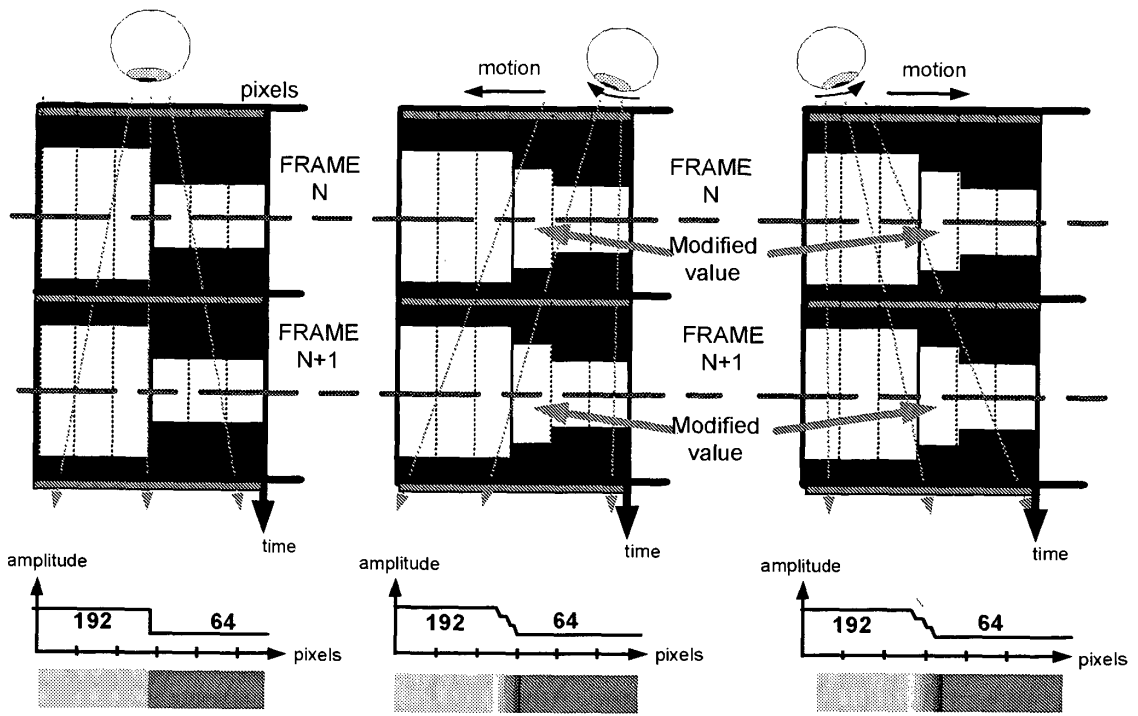 pixels
motion
motion
FRAME
N
FRAME
N
Modified
value
FRAME
N+1
FRAME
N+1
Modified
value
time
time
time
amplitude
192
64
pixels
amplitude
192
64
pixels
amplitude
192
64
pixels